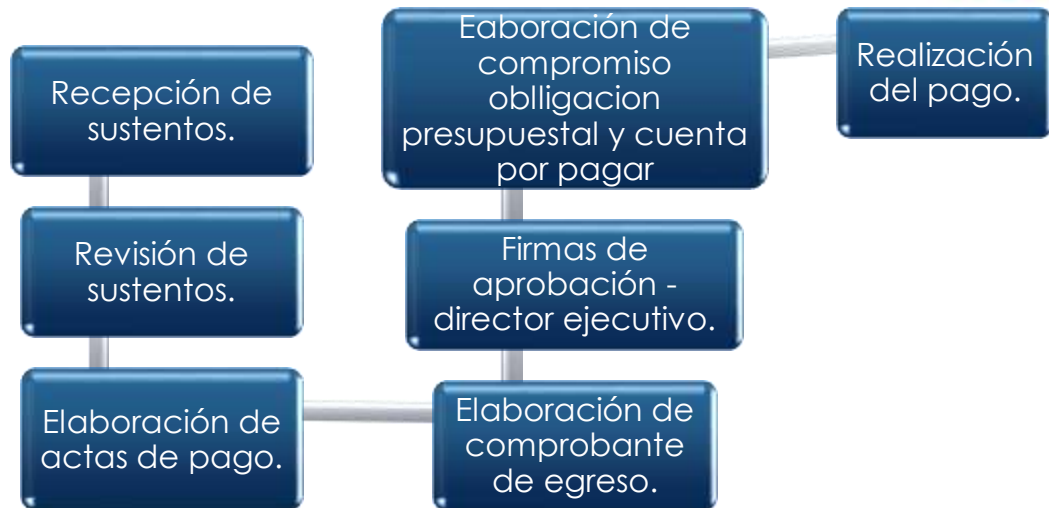 Recepción de
sustentos.
Revisión de
sustentos.
Elaboración de
actas de pago.
Elaboración de
comprobante
de egreso.
Firmas de
aprobación -
director ejecutivo.
Eaboración de
compromiso
oblligacion
presupuestal y cuenta
por pagar
Realización
del pago.